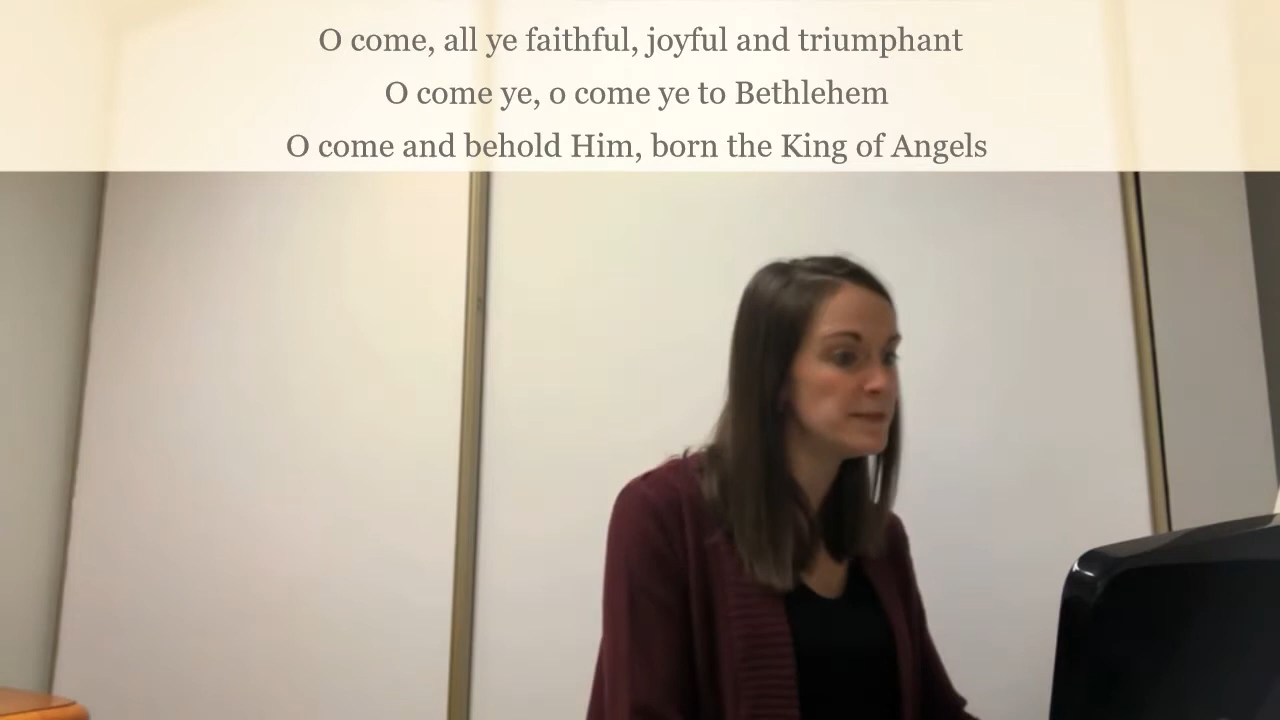 O come, all ye faithful, joyful and triumphant
O come ye, o come ye to Bethlehem
O come and behold Him, born the King of Angels